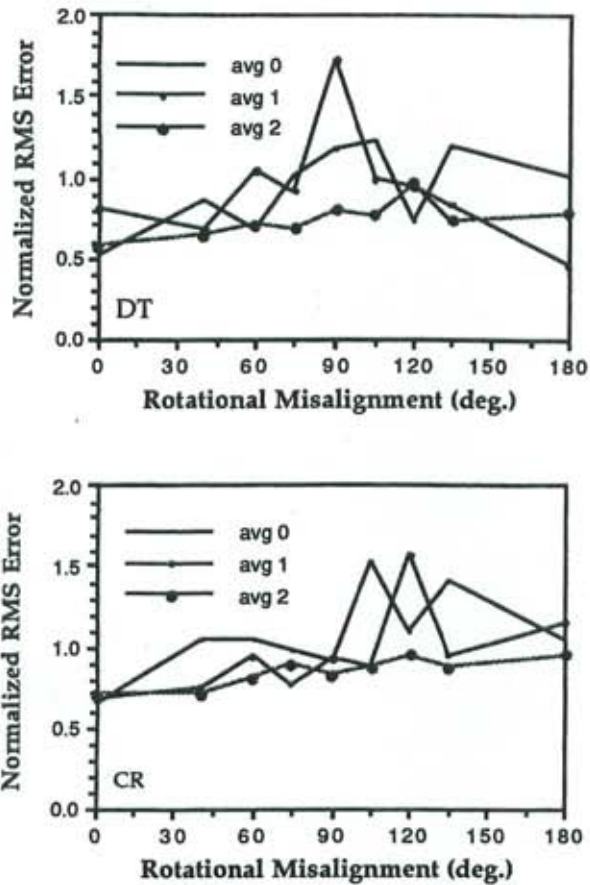 2.0
1.5
1.0
0.5
0.0
Normalized RMS Error
avg 0
avg 1
avg 2
DT
0 30 60 90 120 150 180
Rotational Misalignment (deg.)
2.0
1.5
1.0
0.5
0.0
Normalized RMS Error
avg 0
avg 1
avg 2
CR
0 30 60 90 120 150 180
Rotational Misalignment (deg.)